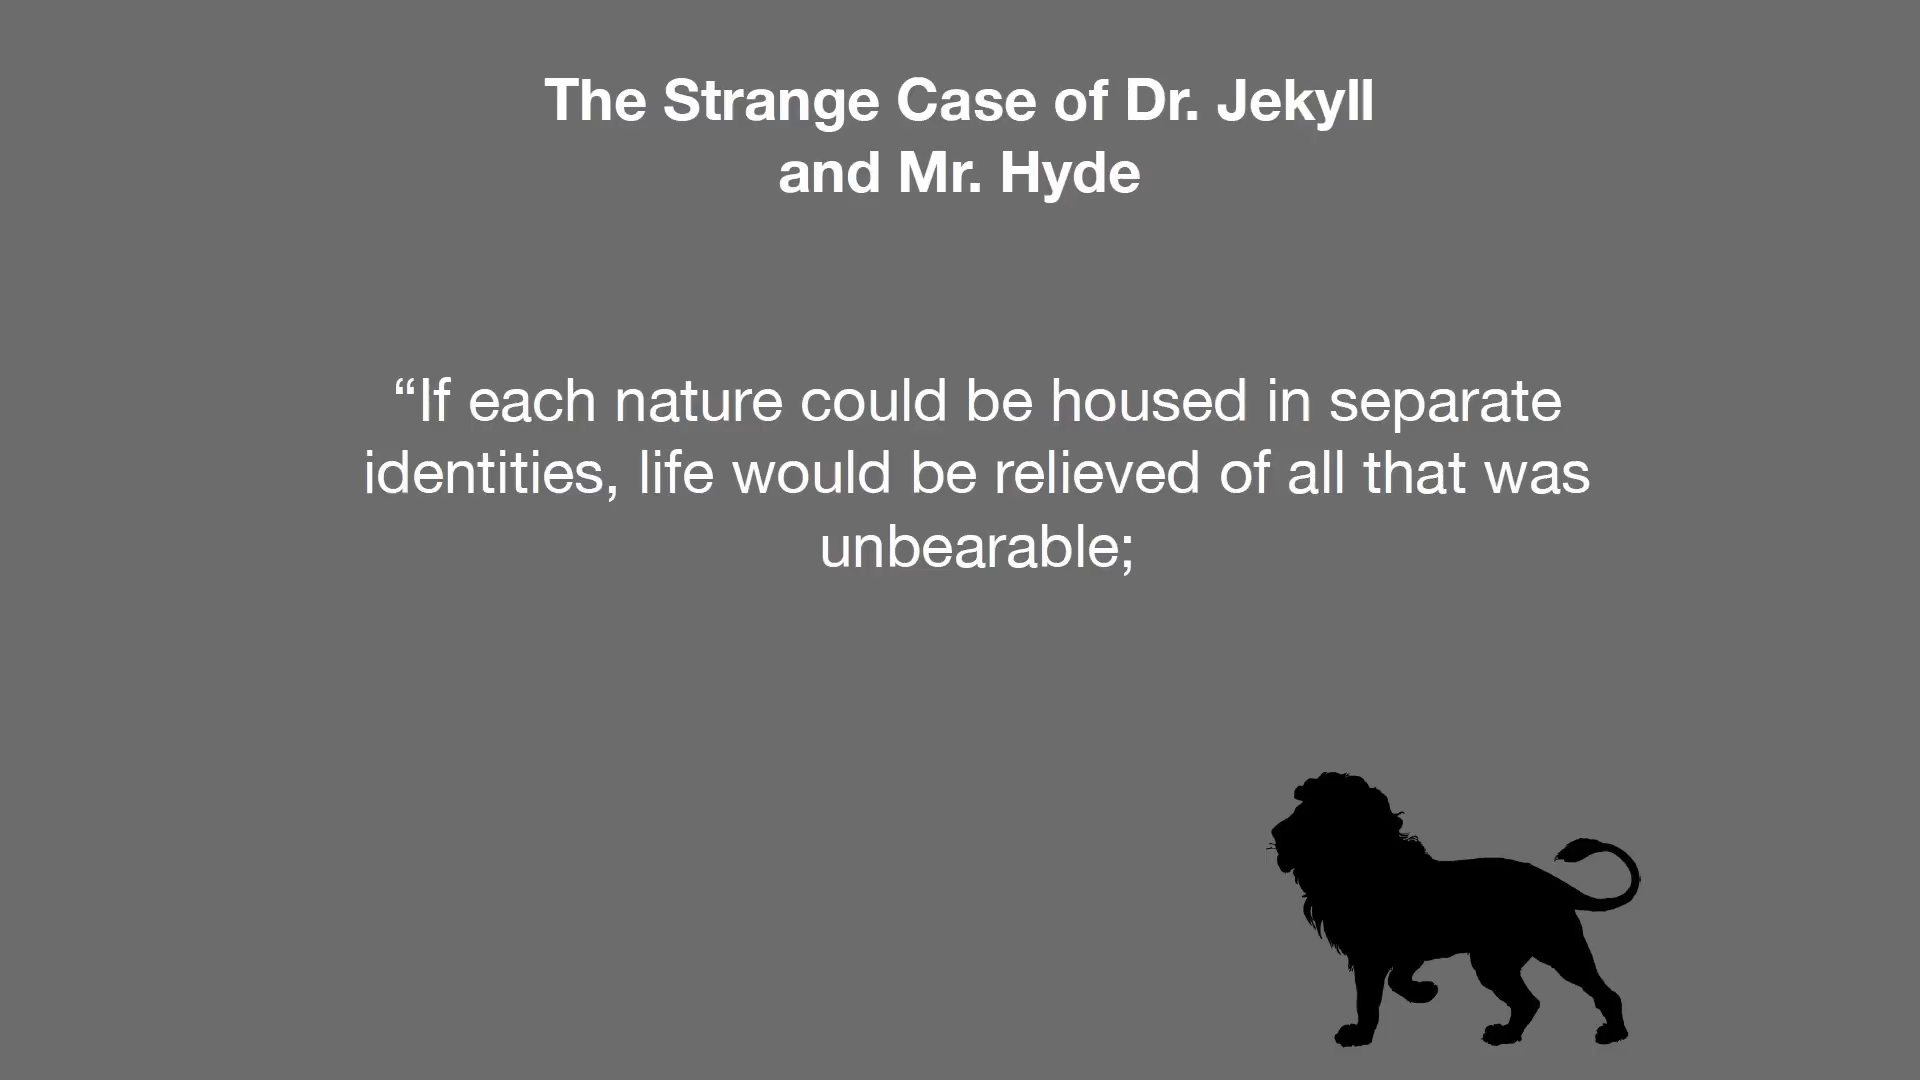 The Strange Case of Dr. Jekyll
and Mr. Hyde
“If each nature could be housed in separate
identities, life would be relieved of all that was
unbearable;